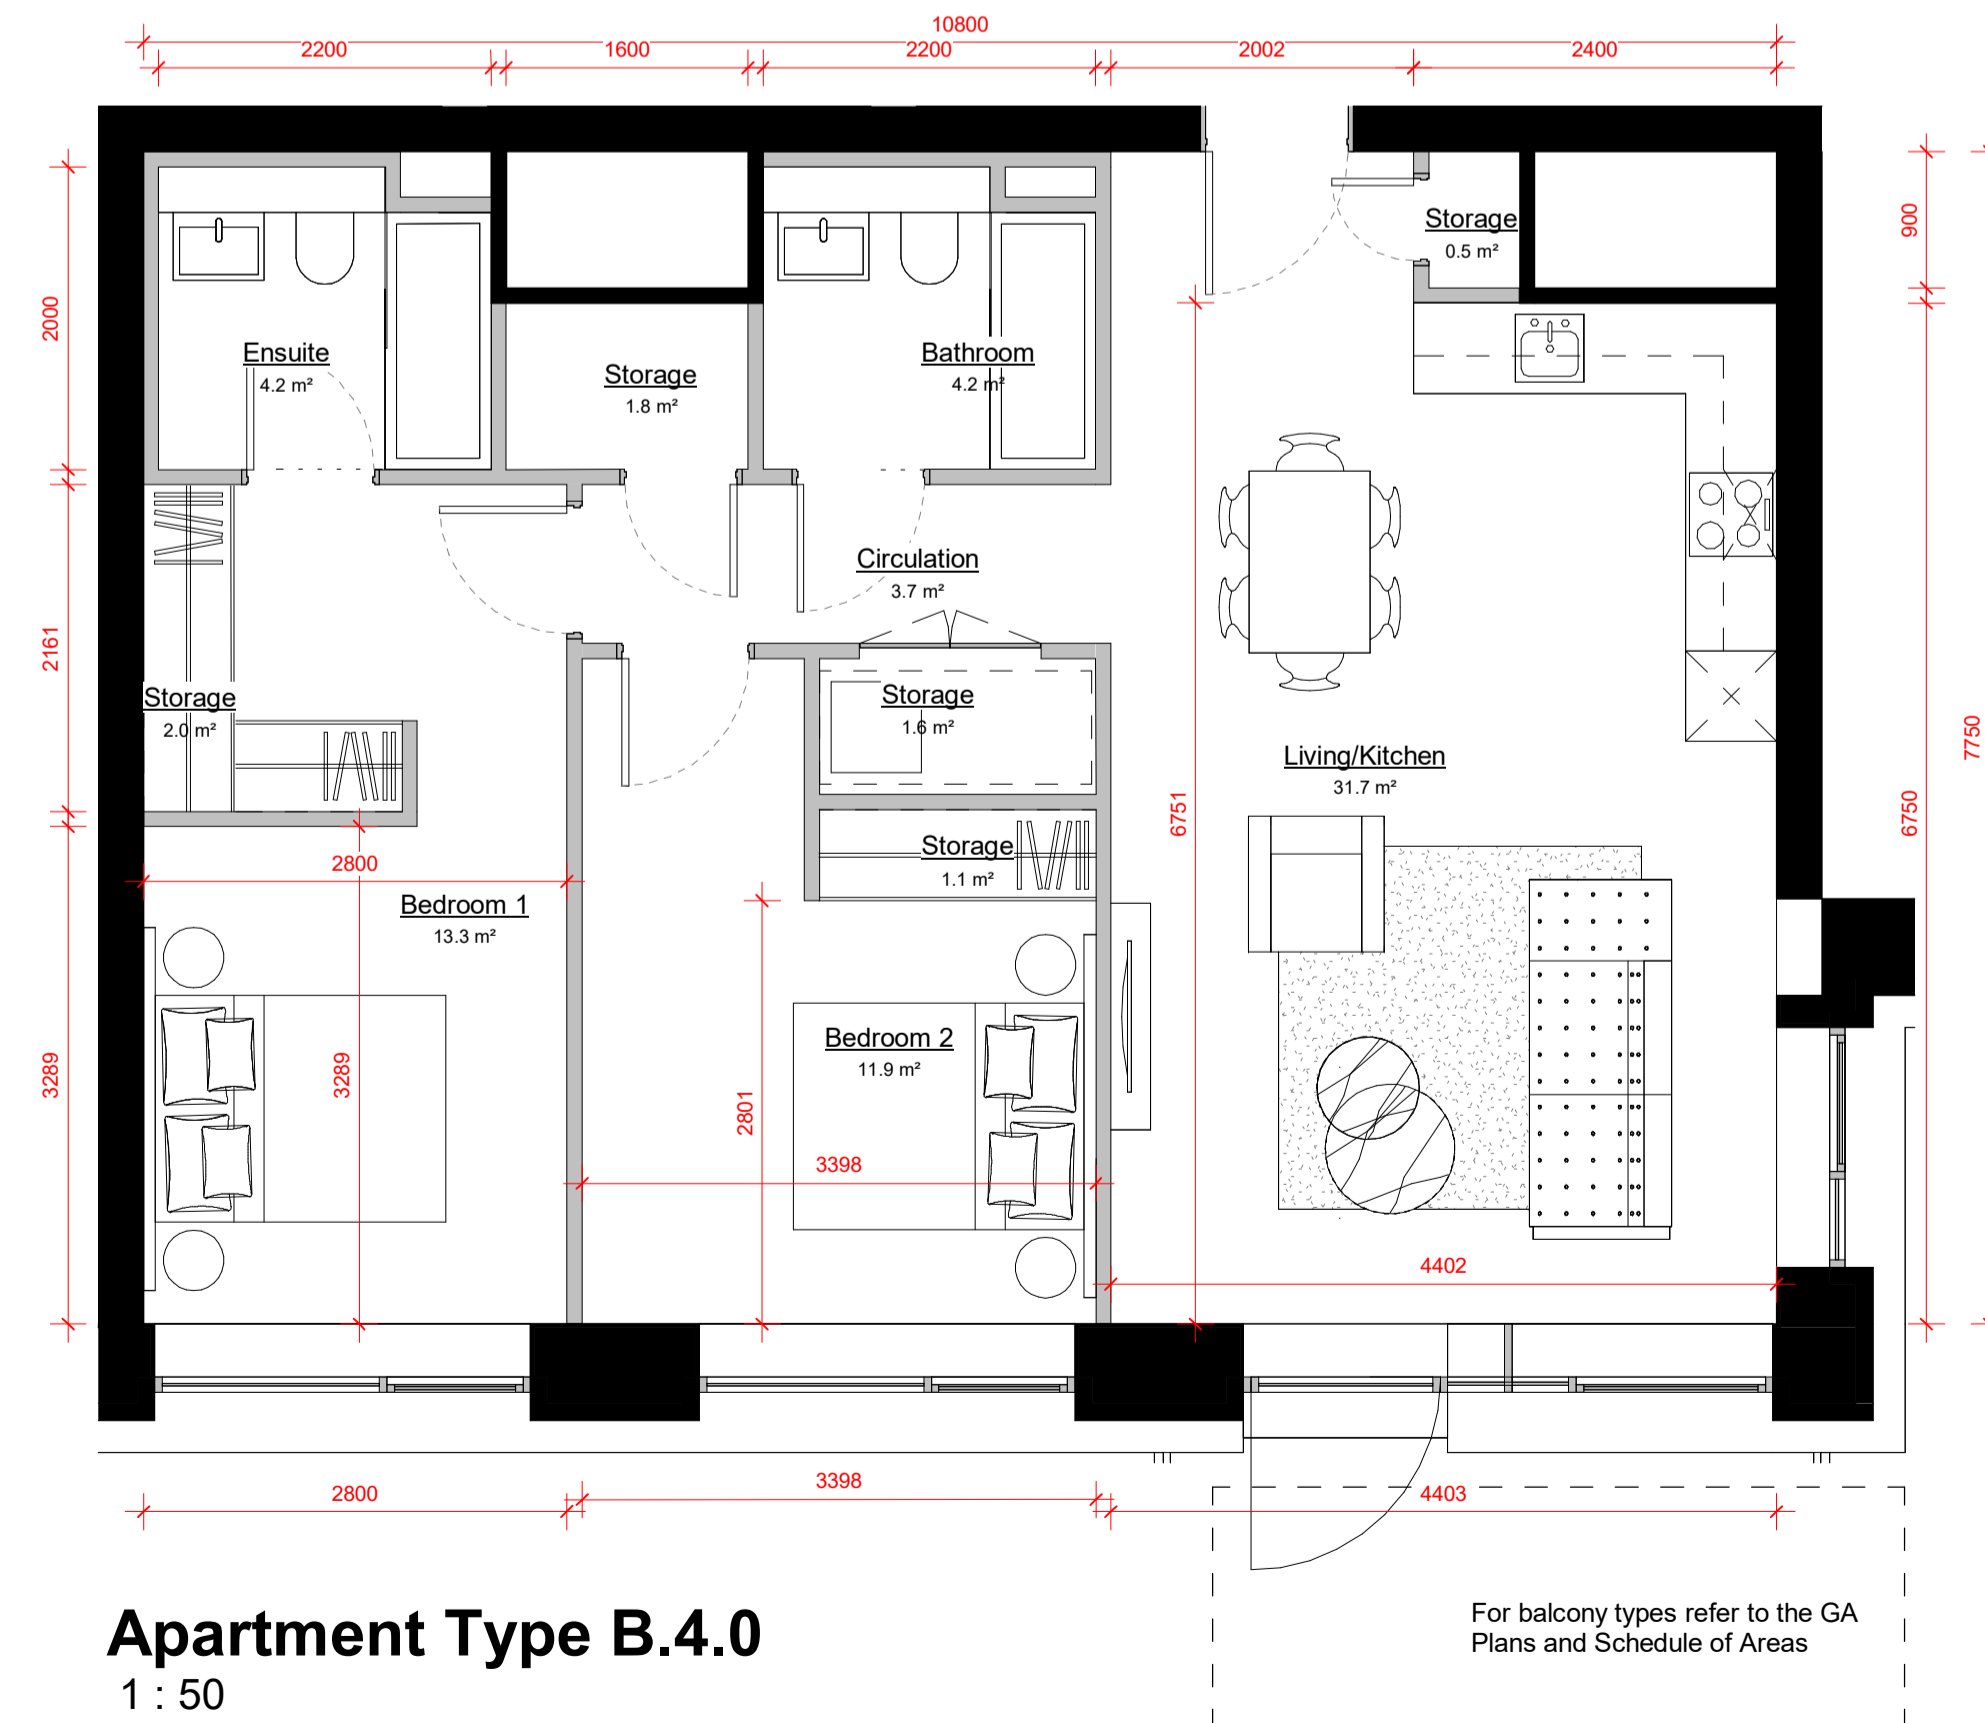 10800
2200
1600
2200
2002
2400
900
Storage
0.5 m²
2000
Ensuite
4.2 m²
Storage
1.8 m²
Bathroom
4.2 m²
Circulation
3.7 m²
2161
Storage
2.0 m²
Storage
1.6 m²
Living/Kitchen
31.7 m²
7750
6751
6750
Storage
1.1 m²
2800
Bedroom 1
13.3 m²
3289
3289
Bedroom 2
11.9 m²
2801
3398
4402
2800
3398
4403
Apartment Type B.4.0
1 : 50
For balcony types refer to the GA
Plans and Schedule of Areas